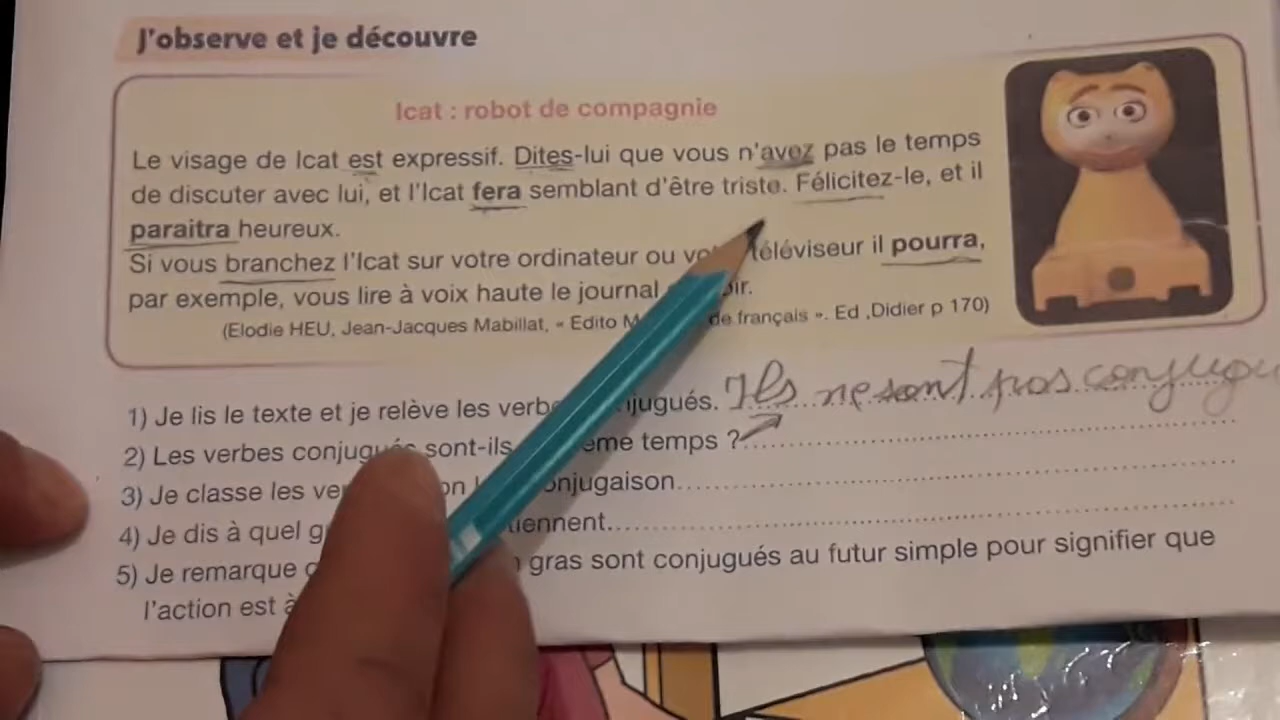 J'observe et je découvre
Icat : robot de compagnie
Le visage de Icat est expressif. Dites-lui que vous n'avez pas le temps
de discuter avec lui, et l'Icat fera semblant d'être triste. Félicitez-le, et il
paraitra heureux.
Si vous branchez l'Icat sur votre ordinateur ou téléviseur il pourra,
par exemple, vous lire à voix haute le journal
(Elodie HEU, Jean-Jacques Mabillat, « Edito de français ». Ed ,Didier p 170)
1) Je lis le texte et je relève les jugués. Ils ne sont pas conjugu
2) Les verbes conjugués sont-ils ême temps ?
3) Je classe les onjugaison
4) Je dis à quel tiennent
5) Je remarque gras sont conjugués au futur simple pour signifier que
l'action est à